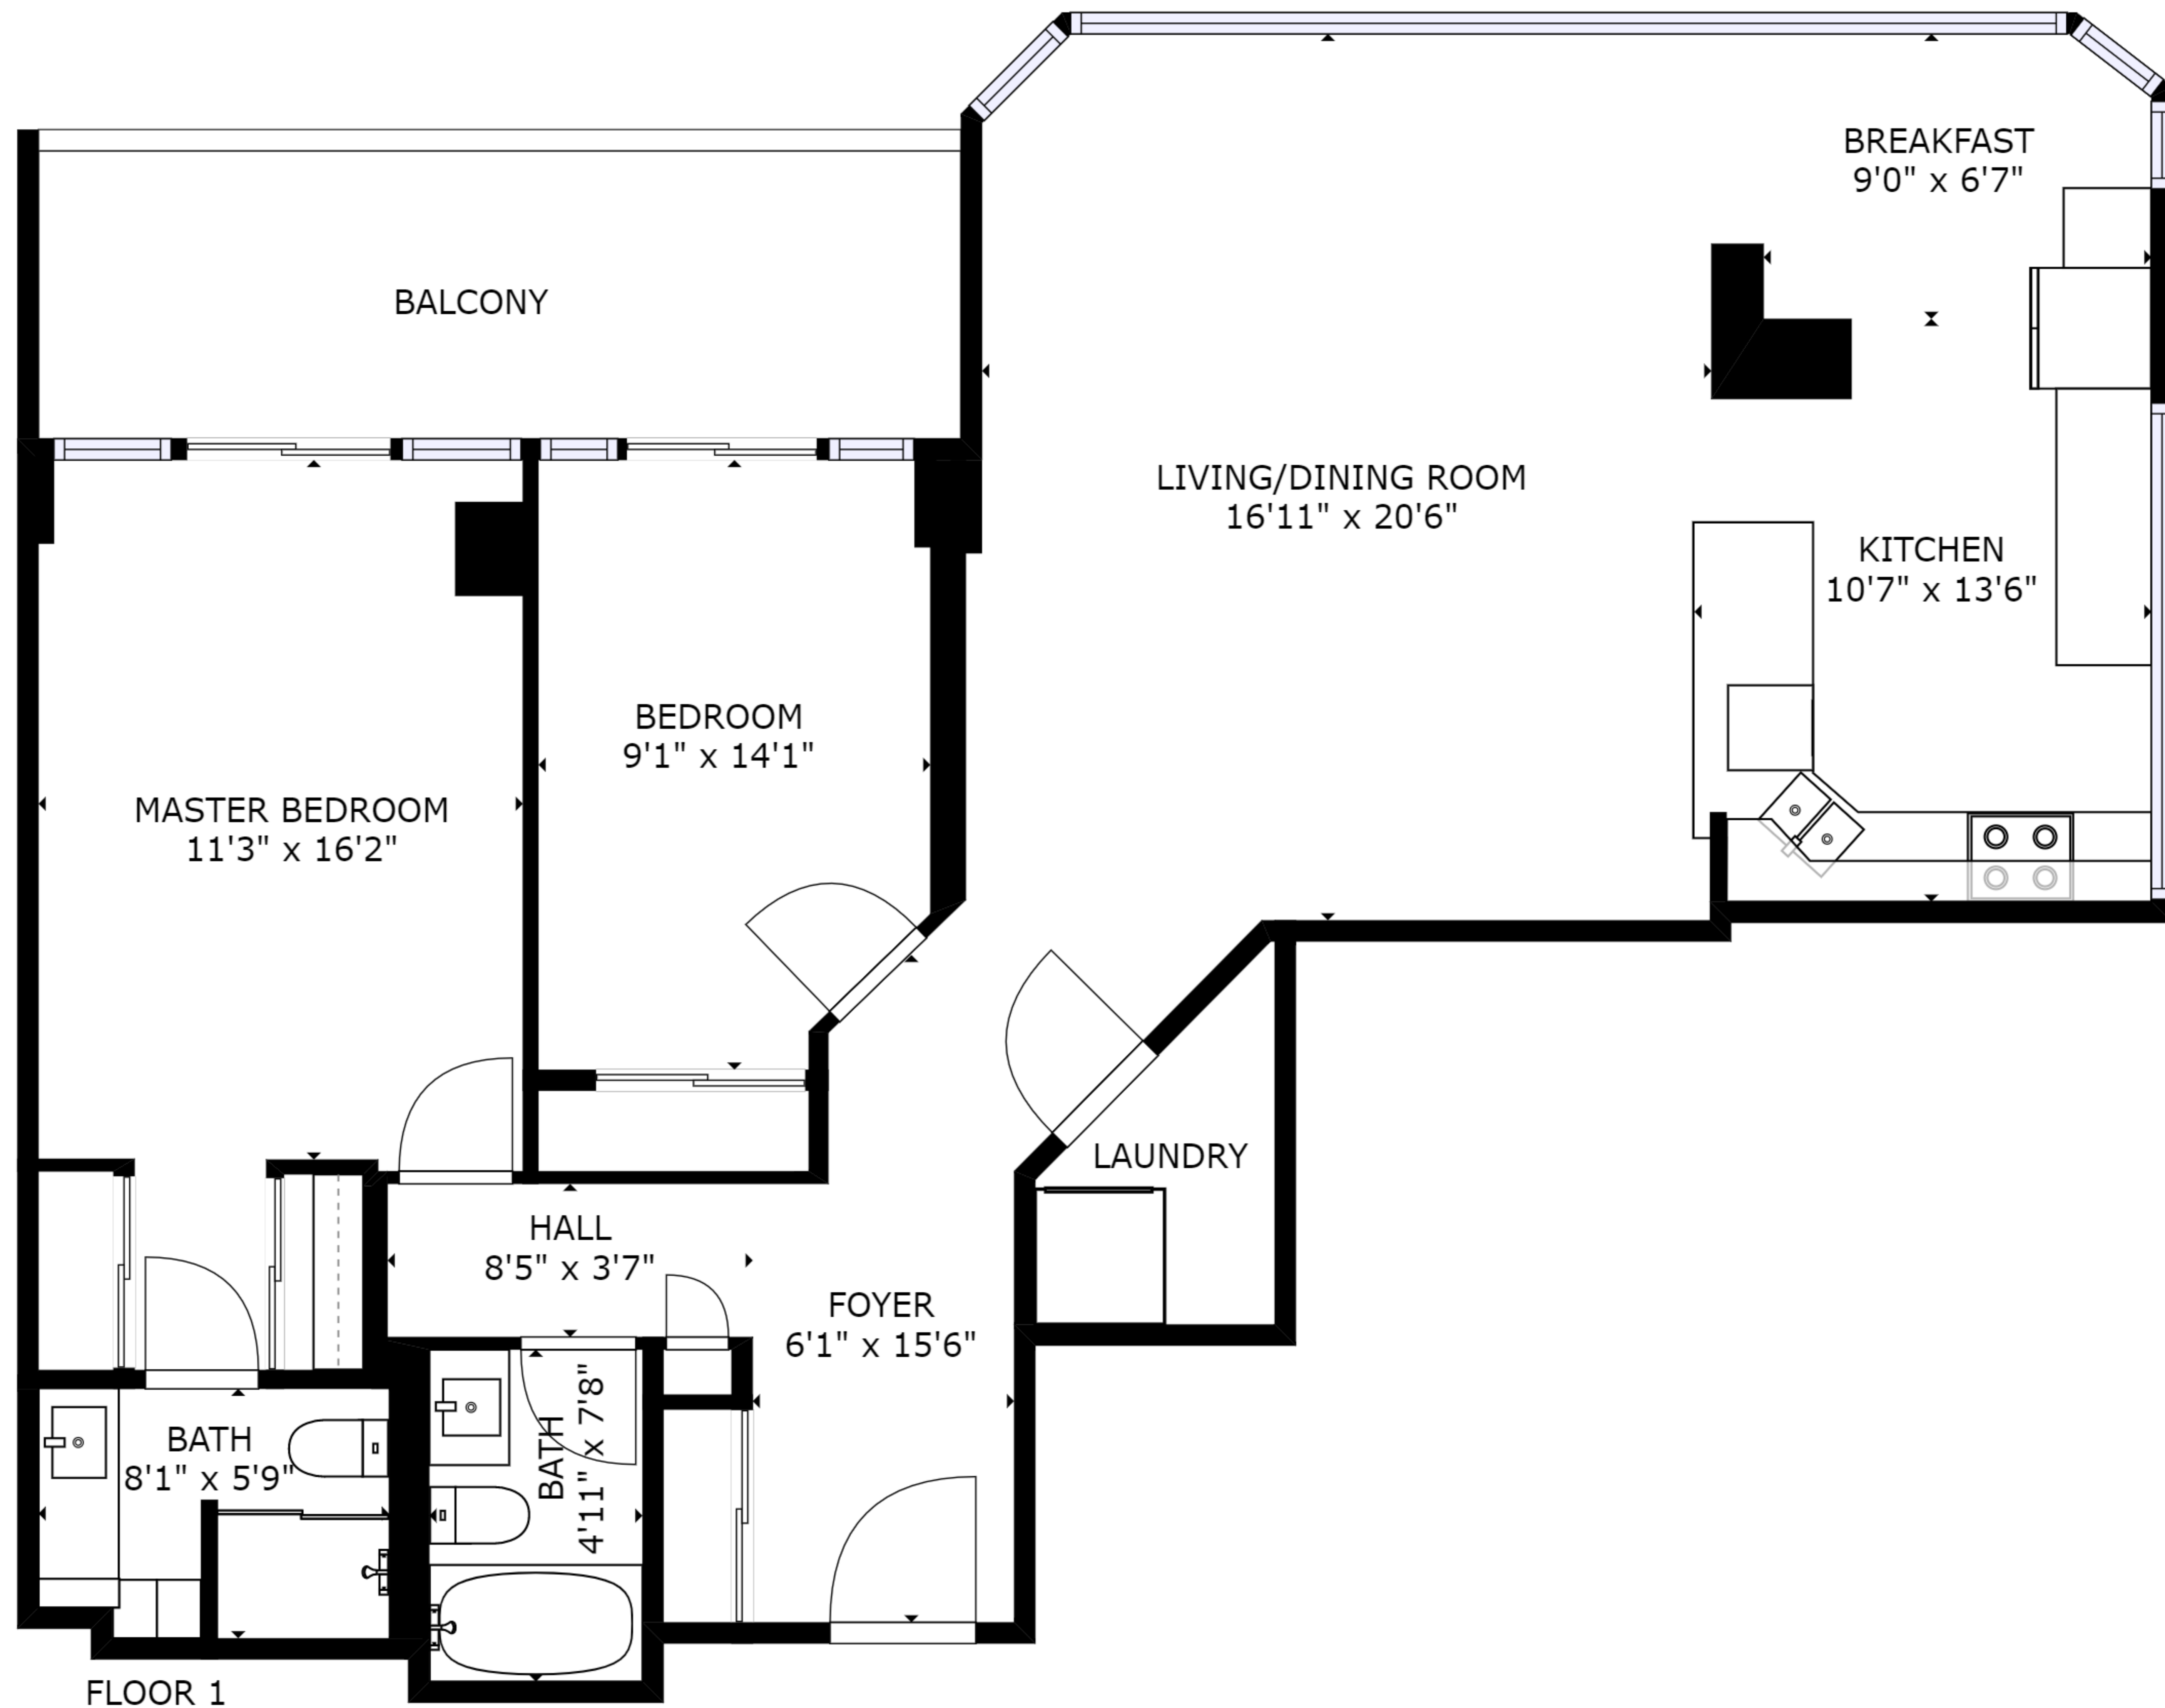 BREAKFAST
9'0" x 6'7"
BALCONY
LIVING/DINING ROOM
16'11" x 20'6"
KITCHEN
10'7" x 13'6"
BEDROOM
9'1" x 14'1"
MASTER BEDROOM
11'3" x 16'2"
LAUNDRY
HALL
8'5" x 3'7"
FOYER
6'1" x 15'6"
BATH
8'1" x 5'9"
BATH
4'11" x 7'8"
FLOOR 1